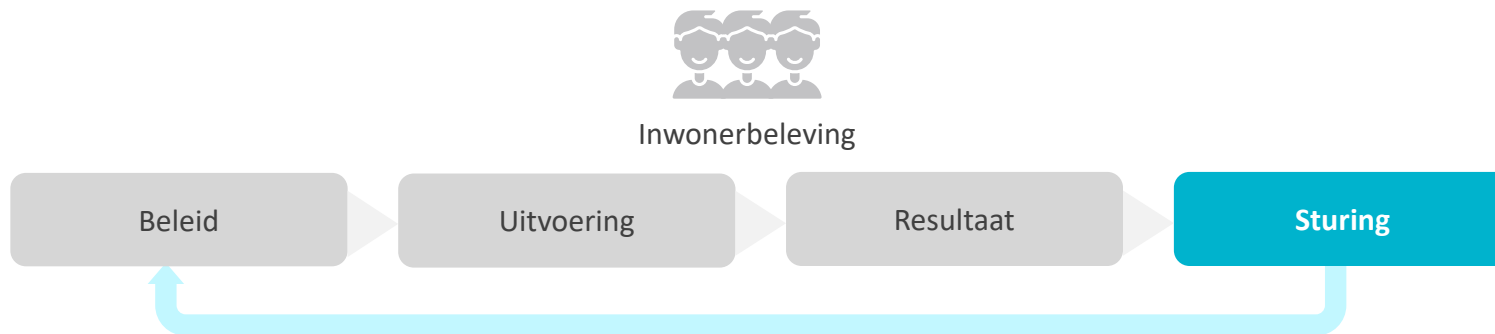 Inwonerbeleving
Beleid
Uitvoering
Resultaat
Sturing